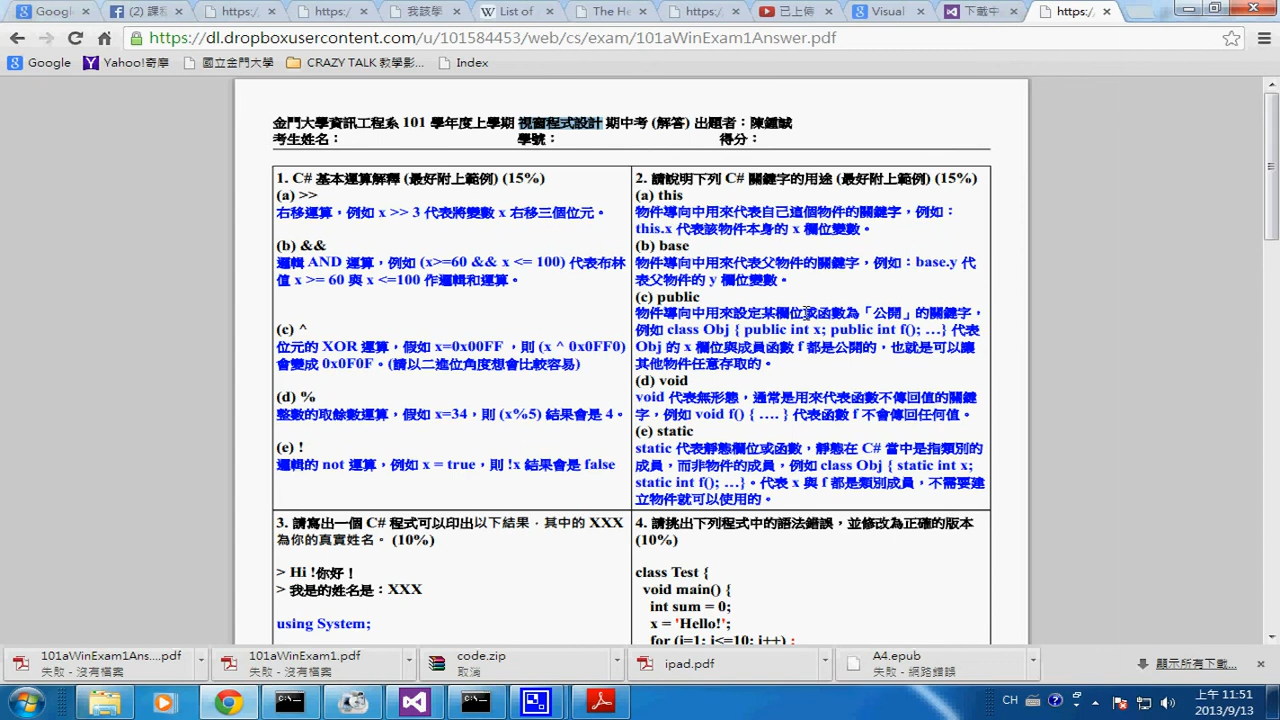 Google
(2) 課
https:/
https:/
我該學
List of
The He
https:/
已上傳
Visual
下載中
https:/
https://dl.dropboxusercontent.com/u/101584453/web/cs/exam/101aWinExam1Answer.pdf
Google Yahoo!奇摩 國立金門大學 CRAZY TALK 教學影... Index
金門大學資訊工程系 101 學年度上學期 視窗程式設計 期中考 (解答) 出題者：陳鍾誠
考生姓名： 學號： 得分：
1. C# 基本運算解釋 (最好附上範例) (15%)
(a) >>
右移運算，例如 x >> 3 代表將變數 x 右移三個位元。
(b) &&
邏輯 AND 運算，例如 (x>=60 && x <= 100) 代表布林
值 x >= 60 與 x <=100 作邏輯和運算。
(c) ^
位元的 XOR 運算，假如 x=0x00FF ，則 (x ^ 0x0FF0)
會變成 0x0F0F。(請以二進位角度想會比較容易)
(d) %
整數的取餘數運算，假如 x=34，則 (x%5) 結果會是 4。
(e) !
邏輯的 not 運算，例如 x = true，則 !x 結果會是 false
2. 請說明下列 C# 關鍵字的用途 (最好附上範例) (15%)
(a) this
物件導向中用來代表自己這個物件的關鍵字，例如：
this.x 代表該物件本身的 x 欄位變數。
(b) base
物件導向中用來代表父物件的關鍵字，例如：base.y 代
表父物件的 y 欄位變數。
(c) public
物件導向中用來設定某欄位或函數為「公開」的關鍵字，
例如 class Obj { public int x; public int f(); …} 代表
Obj 的 x 欄位與成員函數 f 都是公開的，也就是可以讓
其他物件任意存取的。
(d) void
void 代表無形態，通常是用來代表函數不傳回值的關鍵
字，例如 void f() { …. } 代表函數 f 不會傳回任何值。
(e) static
static 代表靜態欄位或函數，靜態在 C# 當中是指類別的
成員，而非物件的成員，例如 class Obj { static int x;
static int f(); …}。代表 x 與 f 都是類別成員，不需要建
立物件就可以使用的。
3. 請寫出一個 C# 程式可以印出以下結果，其中的 XXX
為你的真實姓名。 (10%)
> Hi !你好！
> 我是的姓名是：XXX
using System;
4. 請挑出下列程式中的語法錯誤，並修改為正確的版本
(10%)
class Test {
void main() {
int sum = 0;
x = 'Hello!';
for (i=1; i<=10; i++) ;
101aWinExam1Ans....pdf
失敗 - 沒有檔案
101aWinExam1.pdf
失敗 - 沒有檔案
code.zip
取消
ipad.pdf
A4.epub
失敗 - 網路錯誤
顯示所有下載...
CH
上午 11:51
2013/9/13